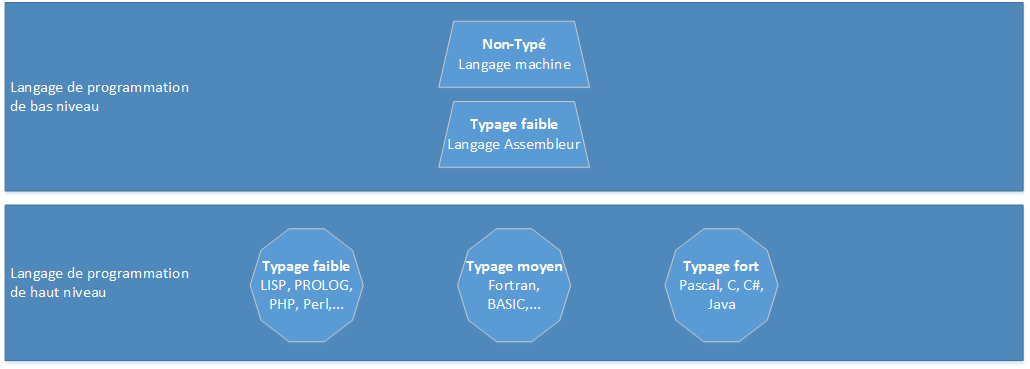 Non-Typé
Langage machine
Langage de programmation
de bas niveau
Typage faible
Langage Assembleur
Langage de programmation
de haut niveau
Typage faible
LISP, PROLOG,
PHP, Perl,...
Typage moyen
Fortran,
BASIC,...
Typage fort
Pascal, C, C#,
Java